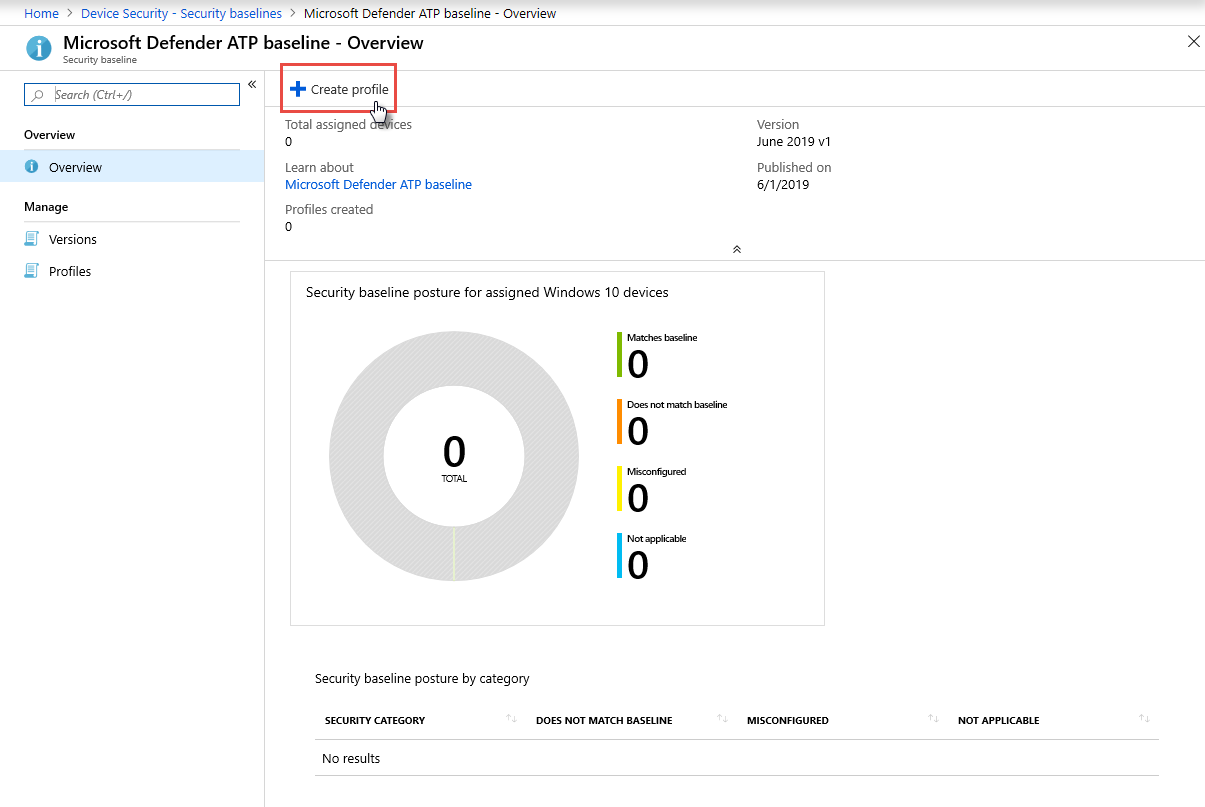 Home > Device Security - Security baselines > Microsoft Defender ATP baseline - Overview
Microsoft Defender ATP baseline - Overview
Security baseline
Search (Ctrl+/)
Overview
Overview
Manage
Versions
Profiles
Create profile
Total assigned devices
0
Learn about
Microsoft Defender ATP baseline
Profiles created
0
Version
June 2019 v1
Published on
6/1/2019
Security baseline posture for assigned Windows 10 devices
0
TOTAL
Matches baseline
0
Does not match baseline
0
Misconfigured
0
Not applicable
0
Security baseline posture by category
SECURITY CATEGORY DOES NOT MATCH BASELINE MISCONFIGURED NOT APPLICABLE
No results